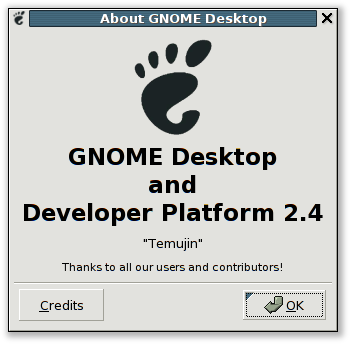 About GNOME Desktop
GNOME Desktop
and
Developer Platform 2.4
"Temujin"
Thanks to all our users and contributors!
Credits
OK